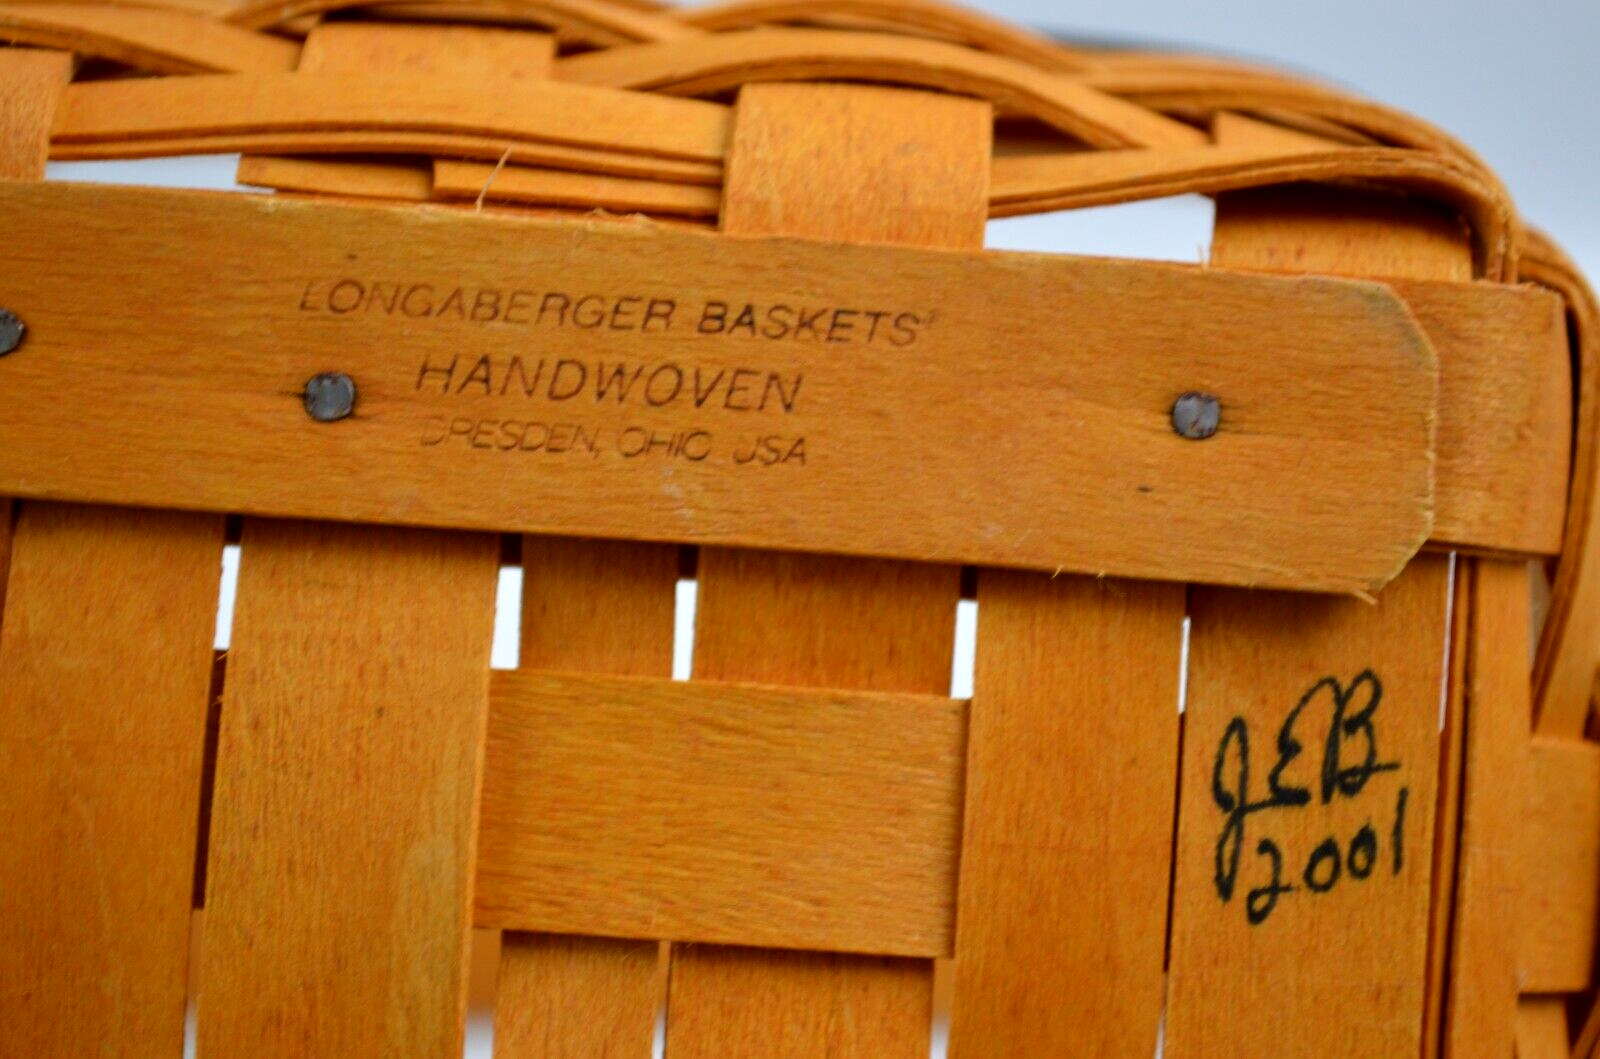 LONGABERGER BASKETS®
HANDWOVEN
DRESDEN, OHIO USA
JEB
2001